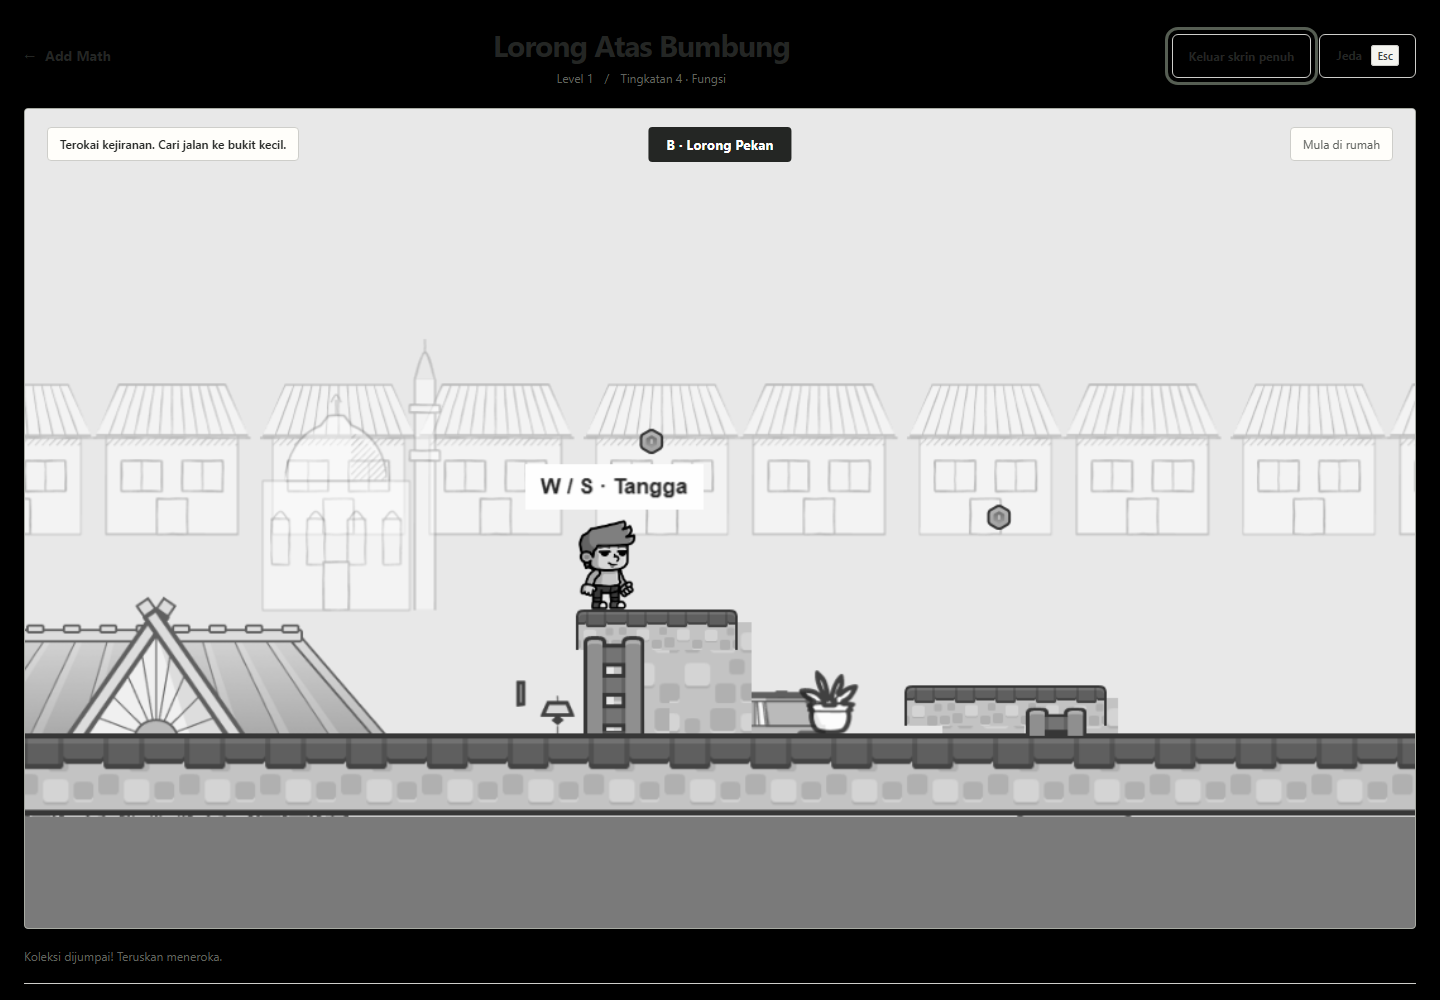 ← Add Math
Lorong Atas Bumbung
Level 1 / Tingkatan 4 · Fungsi
Keluar skrin penuh
Jeda Esc
Terokai kejiranan. Cari jalan ke bukit kecil.
B · Lorong Pekan
Mula di rumah
W / S · Tangga
Koleksi dijumpai! Teruskan meneroka.